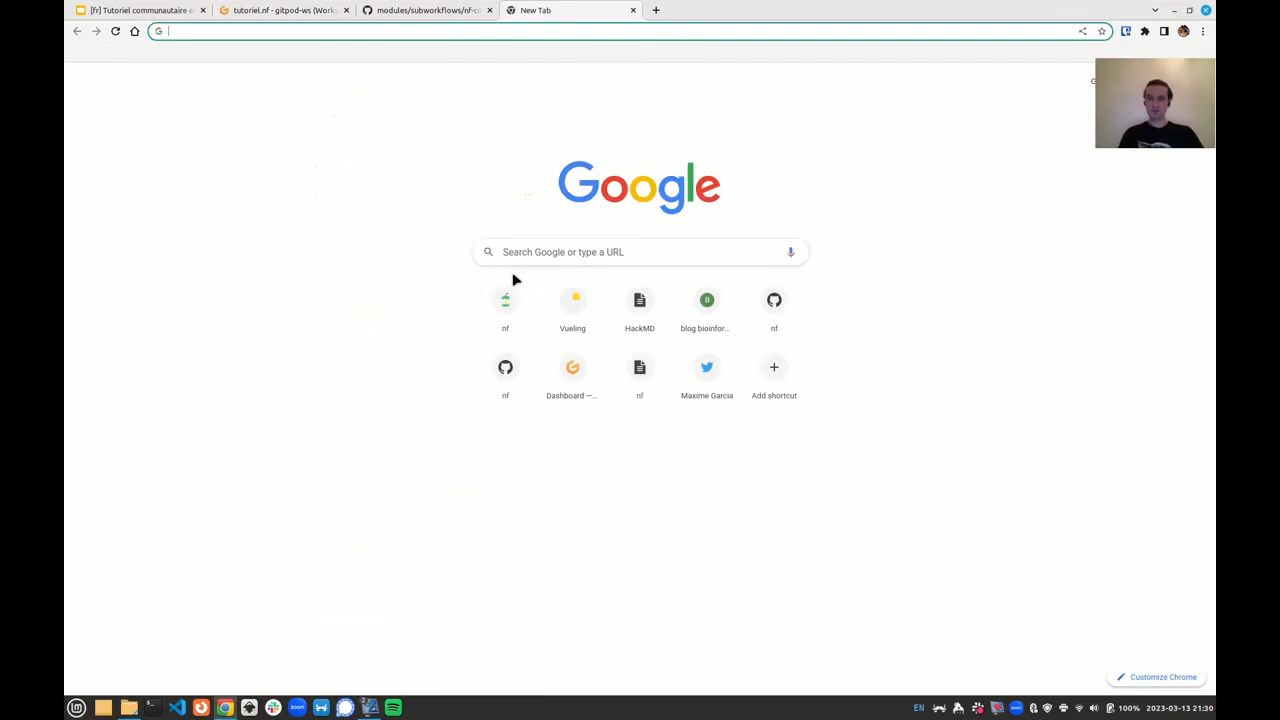 [fr] Tutoriel communautaire e
tutoriel.nf - gitpod-ws (Works
modules/subworkflows/nf-co
New Tab
Google
Search Google or type a URL
nf
Vueling
HackMD
blog bioinfor...
nf
nf
Dashboard —...
nf
Maxime Garcia
Add shortcut
Customize Chrome
EN
100%
2023-03-13 21:30